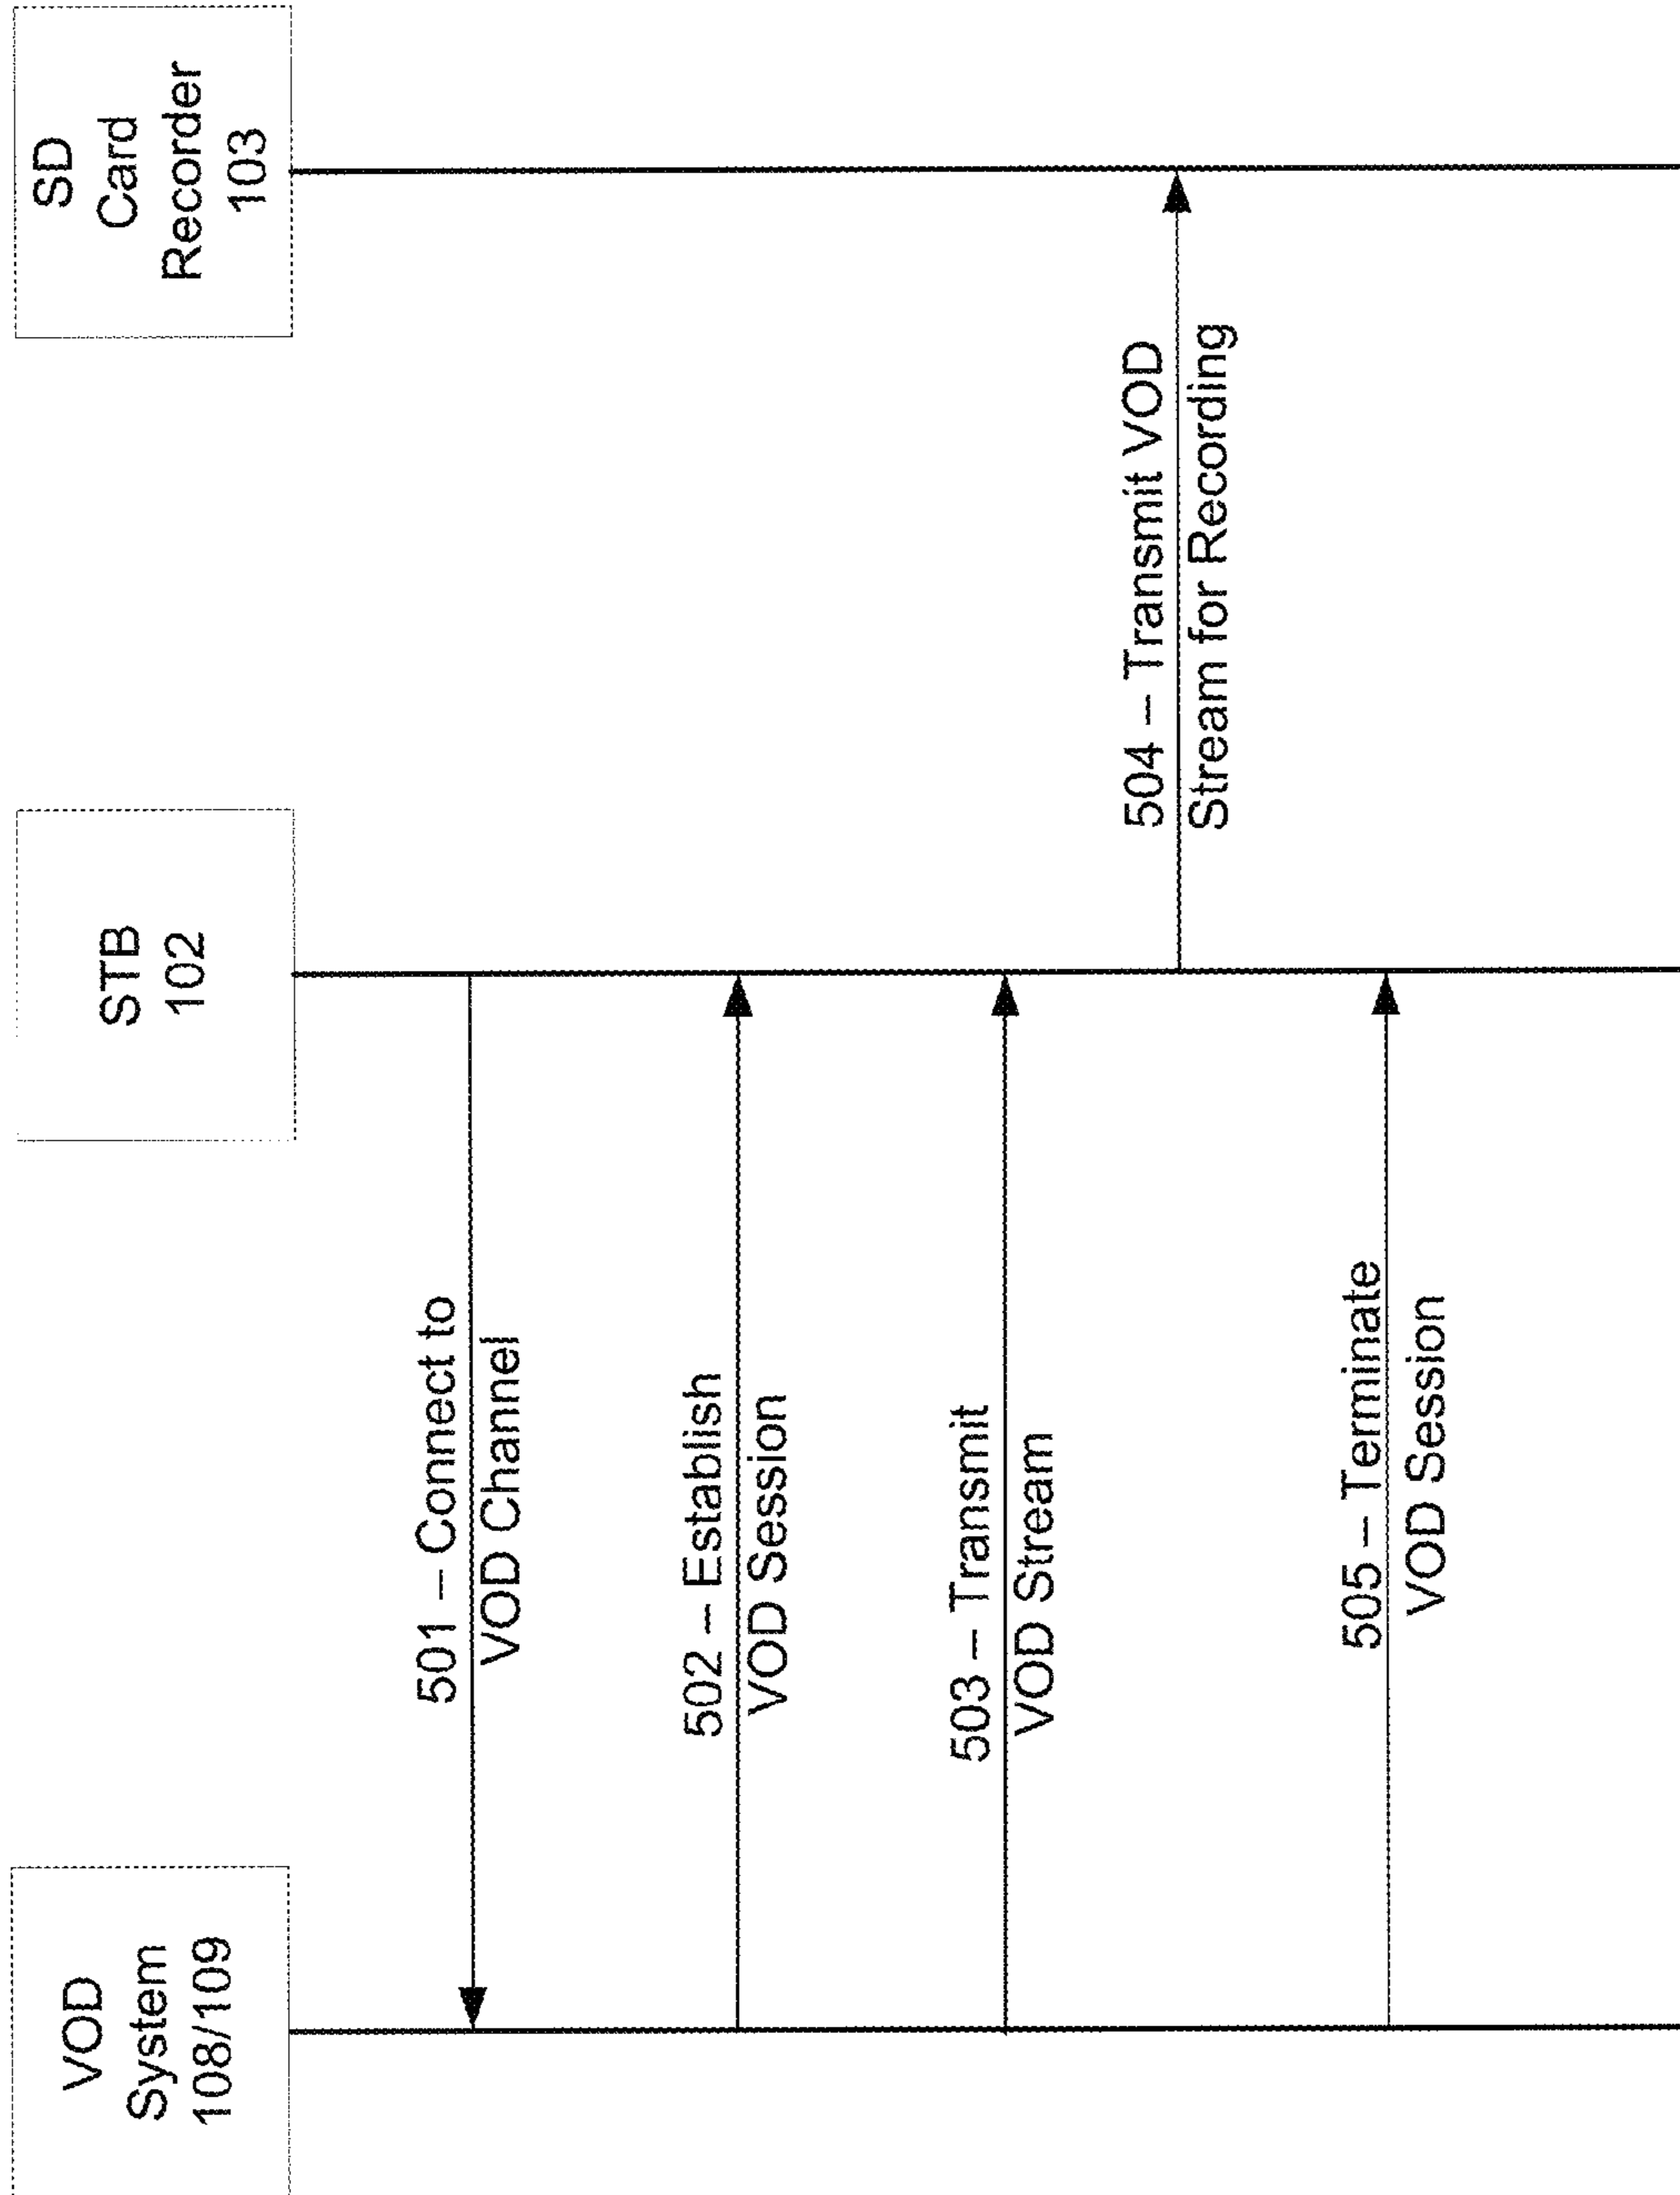 VOD
System
108/109
STB
102
SD
Card
Recorder
103
501 – Connect to
VOD Channel
502 – Establish
VOD Session
503 – Transmit
VOD Stream
504 – Transmit VOD
Stream for Recording
505 – Terminate
VOD Session